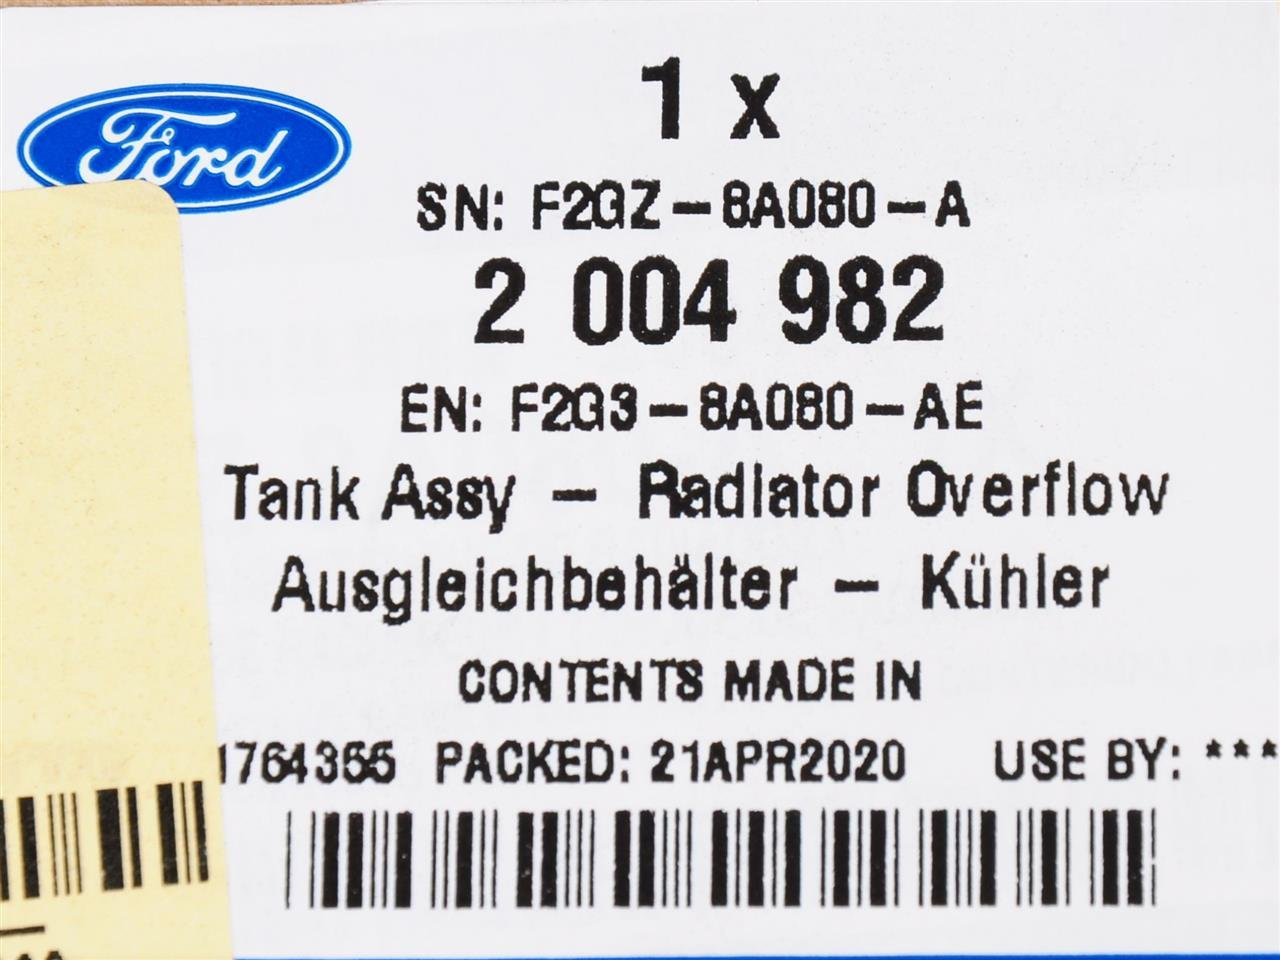 Ford
1 x
SN: F2GZ-8A080-A
2 004 982
EN: F2G3-8A080-AE
Tank Assy - Radiator Overflow
Ausgleichbehälter - Kühler
CONTENTS MADE IN
1764355 PACKED: 21APR2020 USE BY: ***